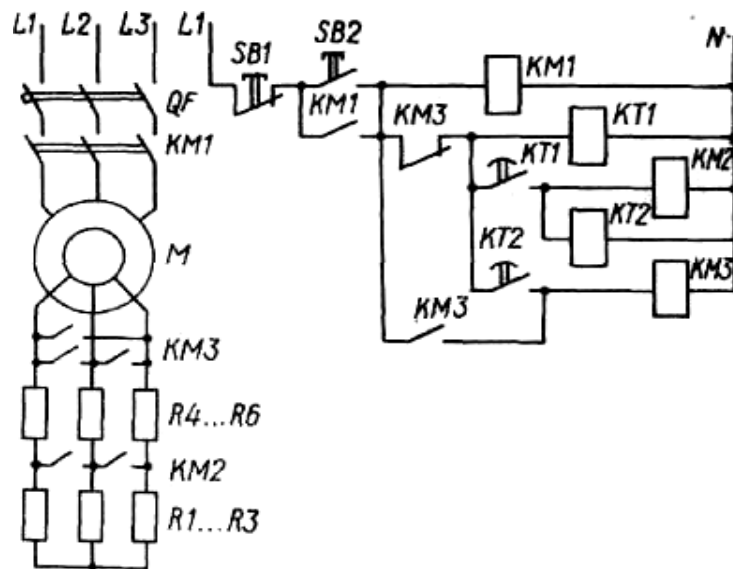 L1 L2 L3 L1
SB1
SB2
N
QF
KM1
KM1
KM1
KM3
KT1
KT1
KM2
M
KT2
KT2
KM3
KM3
KM3
R4...R6
KM2
R1...R3